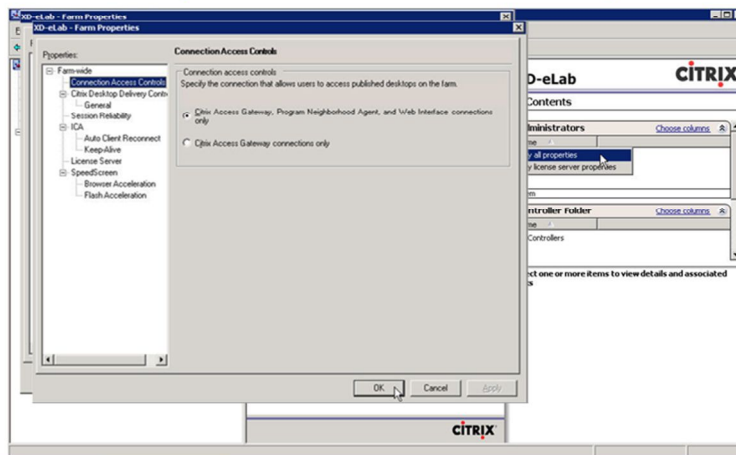 XD-eLab - Farm Properties
XD-eLab - Farm Properties
Properties:
Farm-wide
Connection Access Controls
Citrix Desktop Delivery Contr
General
Session Reliability
ICA
Auto Client Reconnect
Keep-Alive
License Server
SpeedScreen
Browser Acceleration
Flash Acceleration
Connection Access Controls
Connection access controls
Specify the connection that allows users to access published desktops on the farm.
Citrix Access Gateway, Program Neighborhood Agent, and Web Interface connections
only
Citrix Access Gateway connections only
OK
Cancel
Apply
D-eLab
CITRIX
Contents
ministrators
Choose columns
me
y all properties
y license server properties
em
ntroller Folder
Choose columns
me
Controllers
ect one or more items to view details and associated
s
CITRIX